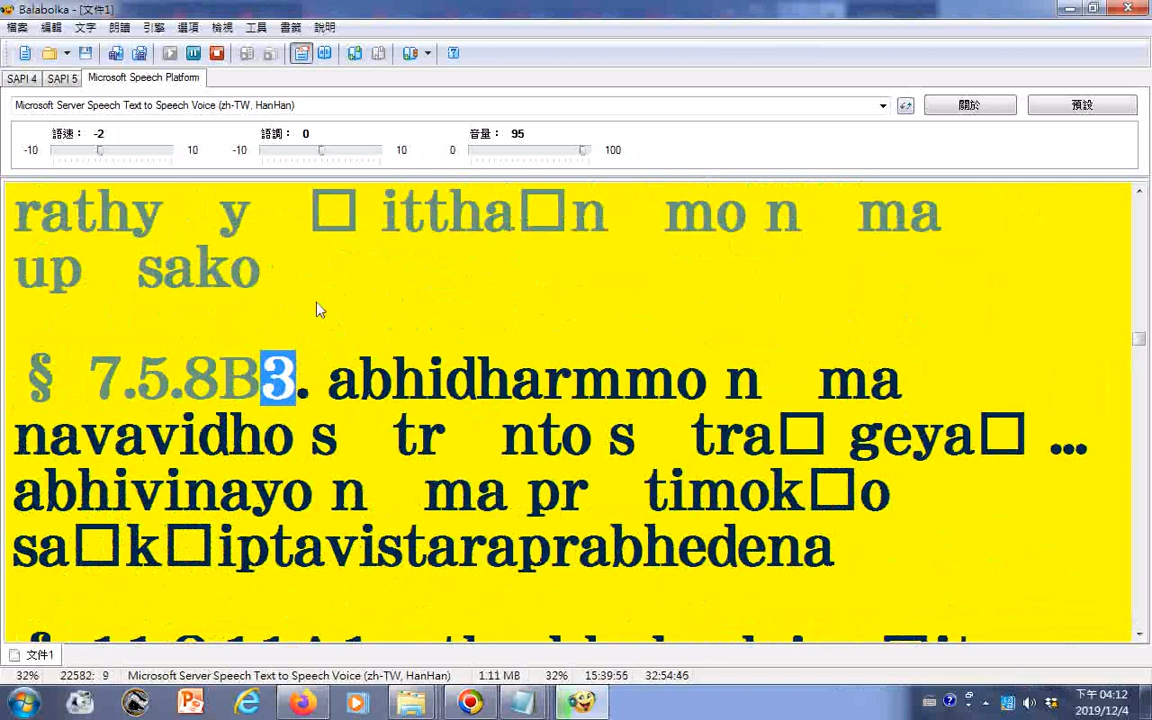 Balabolka - [文件1]
檔案 編輯 文字 朗讀 引擎 選項 檢視 工具 書籤 說明
SAPI 4 SAPI 5 Microsoft Speech Platform
Microsoft Server Speech Text to Speech Voice (zh-TW, HanHan) 關於 預設
語速： -2 語調： 0 音量： 95
-10 10 -10 10 0 100
rathy y □ ittha□n mo n ma
up sako
§ 7.5.8B3. abhidharmmo n ma
navavidho s tr nto s tra□ geya□ ...
abhivinayo n ma pr timok□o
sa□k□iptavistaraprabhedena
文件1
32% 22582: 9 Microsoft Server Speech Text to Speech Voice (zh-TW, HanHan) 1.11 MB 32% 15:39:55 32:54:46
下午 04:12
2019/12/4